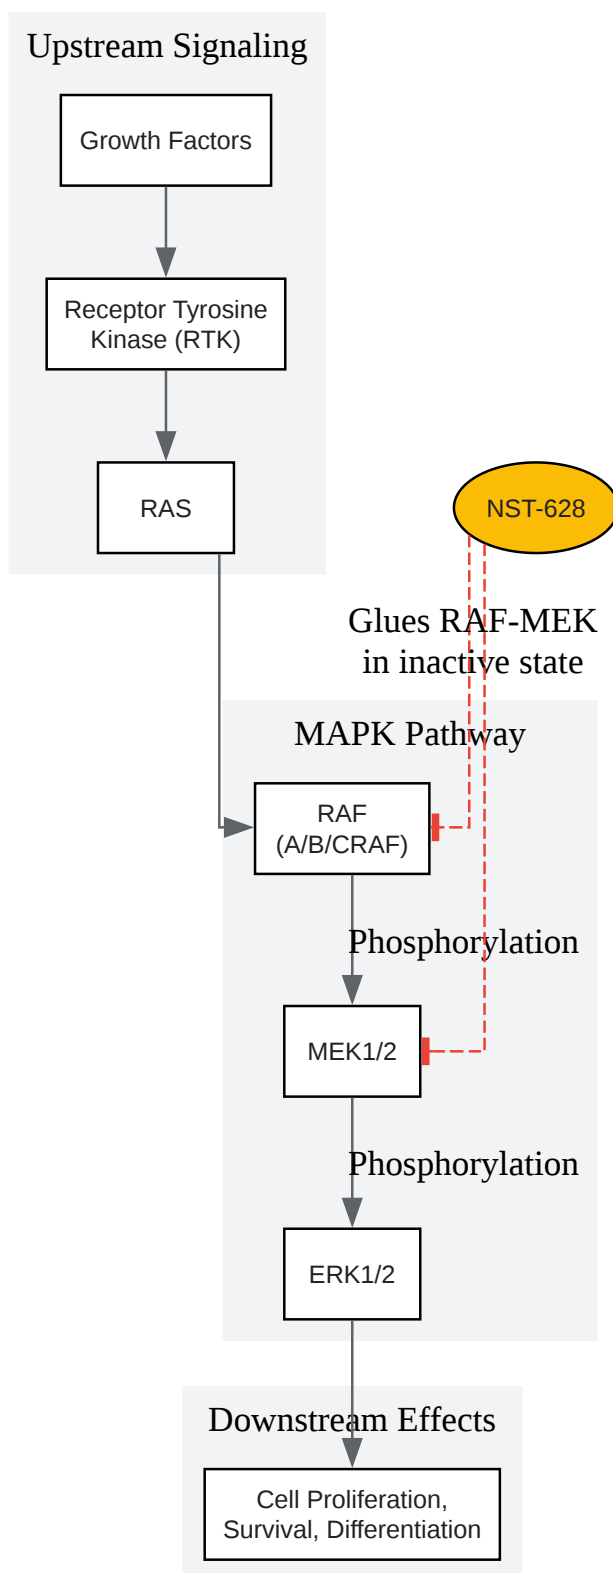 Upstream Signaling
Growth Factors
Receptor Tyrosine
Kinase (RTK)
RAS
NST-628
Glues RAF-MEK
in inactive state
MAPK Pathway
RAF
(A/B/CRAF)
Phosphorylation
MEK1/2
Phosphorylation
ERK1/2
Downstream Effects
Cell Proliferation,
Survival, Differentiation